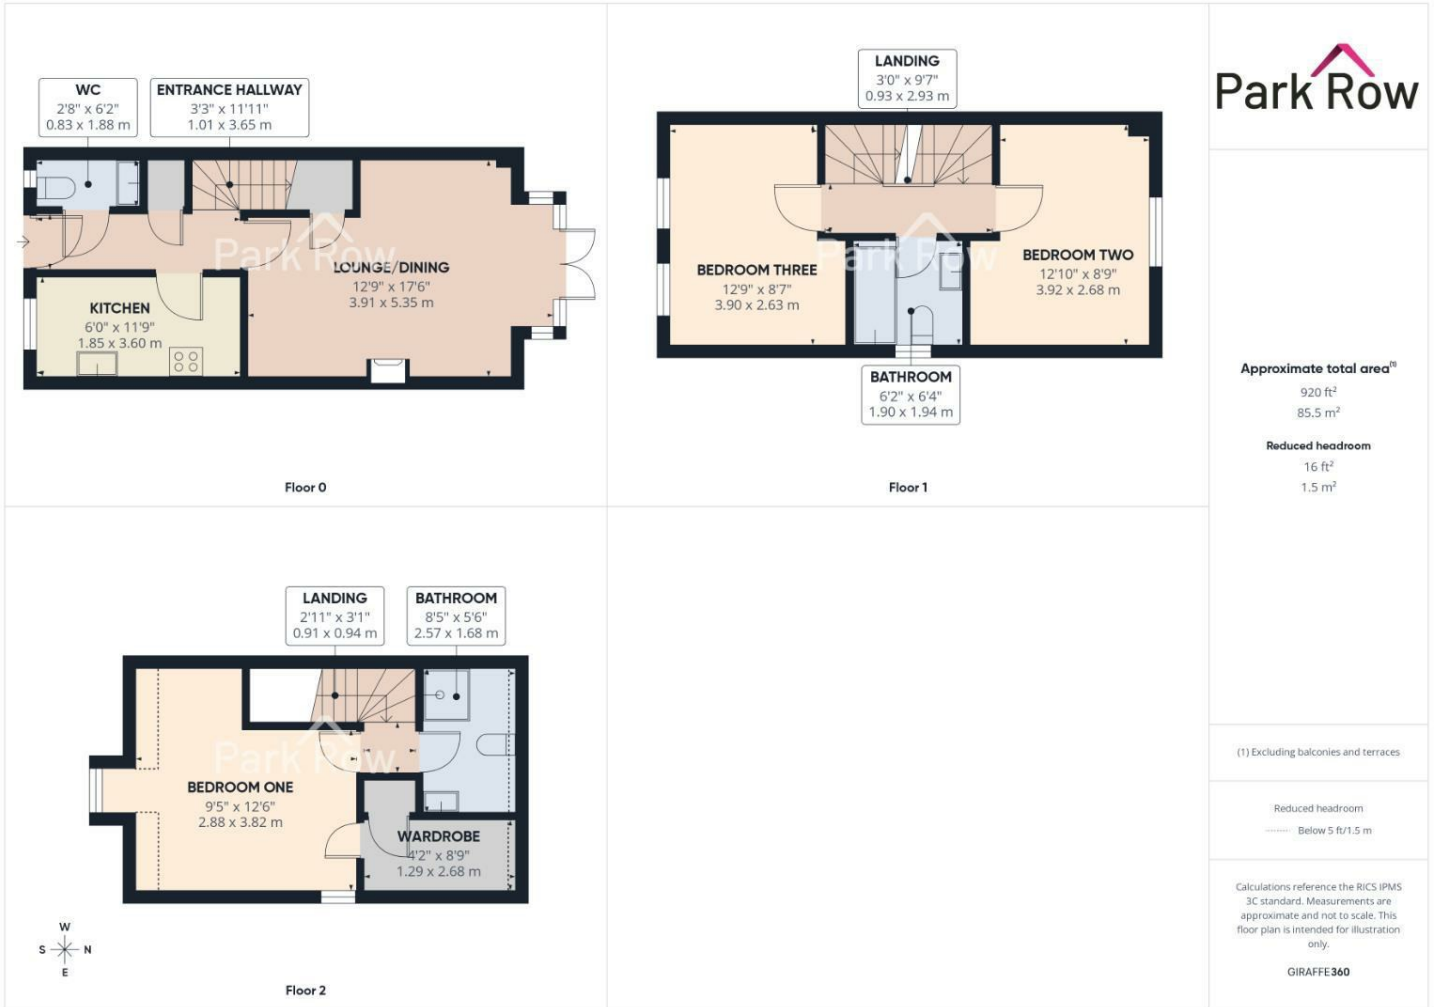 WC
2'8" x 6'2"
0.83 x 1.88 m
ENTRANCE HALLWAY
3'3" x 11'11"
1.01 x 3.65 m
Park Row
LOUNGE/DINING
12'9" x 17'6"
3.91 x 5.35 m
KITCHEN
6'0" x 11'9"
1.85 x 3.60 m
Floor 0
LANDING
3'0" x 9'7"
0.93 x 2.93 m
Park Row
BEDROOM THREE
12'9" x 8'7"
3.90 x 2.63 m
BEDROOM TWO
12'10" x 8'9"
3.92 x 2.68 m
BATHROOM
6'2" x 6'4"
1.90 x 1.94 m
Floor 1
LANDING
2'11" x 3'1"
0.91 x 0.94 m
BATHROOM
8'5" x 5'6"
2.57 x 1.68 m
Park Row
BEDROOM ONE
9'5" x 12'6"
2.88 x 3.82 m
WARDROBE
4'2" x 8'9"
1.29 x 2.68 m
W
S N
E
Floor 2
Park Row
Approximate total area(1)
920 ft²
85.5 m²
Reduced headroom
16 ft²
1.5 m²
(1) Excluding balconies and terraces
Reduced headroom
Below 5 ft/1.5 m
Calculations reference the RICS IPMS
3C standard. Measurements are
approximate and not to scale. This
floor plan is intended for illustration
only.
GIRAFFE360